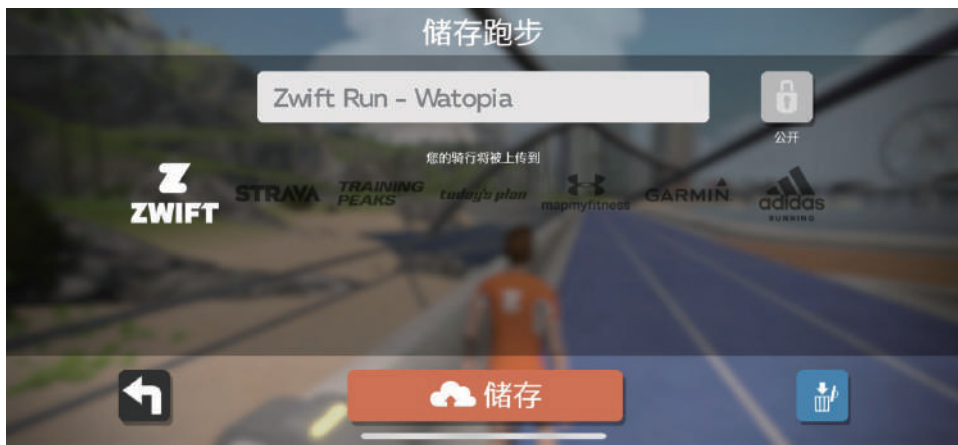 储存跑步
Zwift Run - Watopia
公开
您的骑行将被上传到
Z
ZWIFT
STRAVA
TRAINING
PEAKS
today's plan
mapmyfitness
GARMIN
adidas
RUNNING
储存